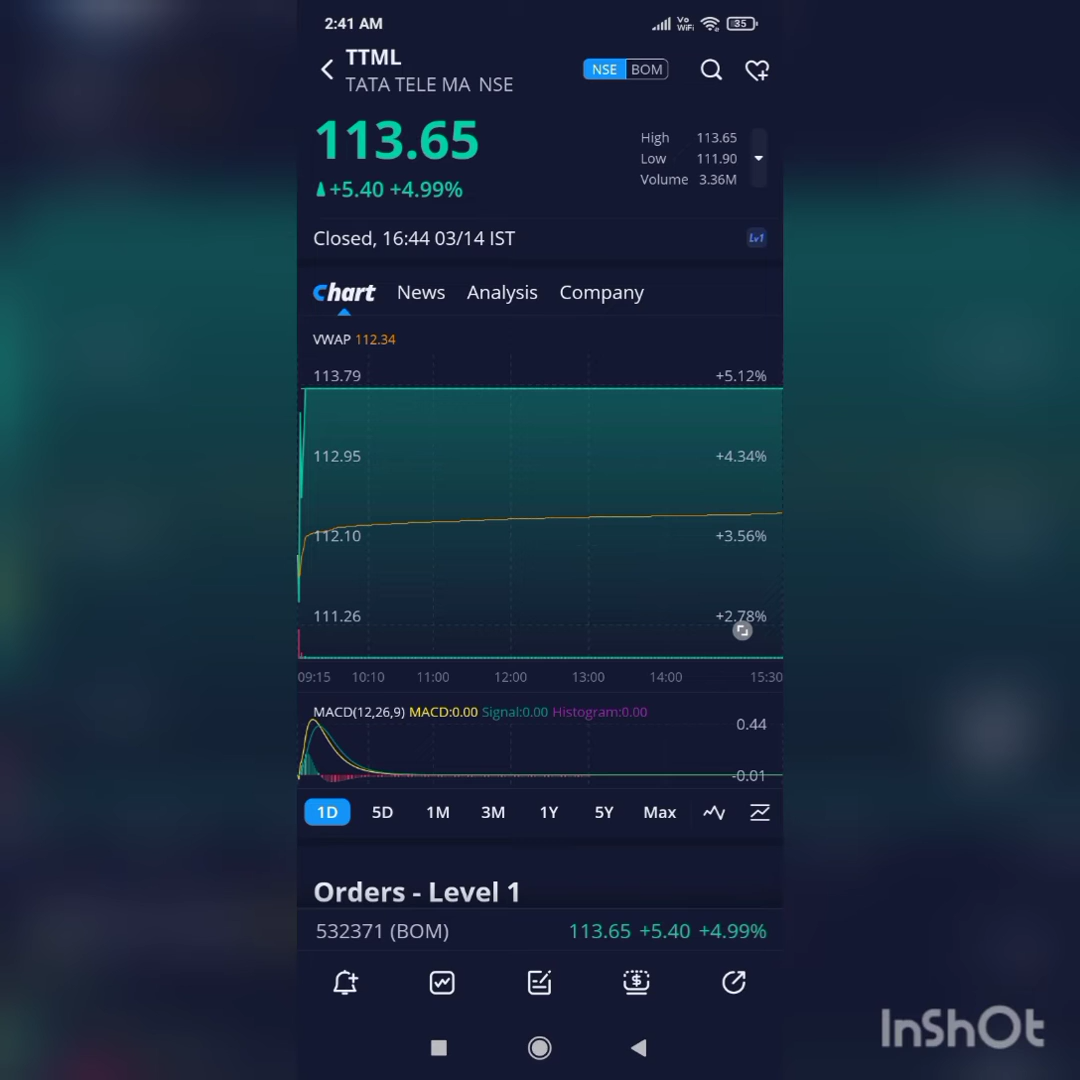 2:41 AM Vo WiFi 35
TTML
TATA TELE MA NSE
NSE BOM
113.65
+5.40 +4.99%
High 113.65
Low 111.90
Volume 3.36M
Closed, 16:44 03/14 IST
Lv1
Chart News Analysis Company
VWAP 112.34
113.79 +5.12%
112.95 +4.34%
112.10 +3.56%
111.26 +2.78%
09:15 10:10 11:00 12:00 13:00 14:00 15:30
MACD(12,26,9) MACD:0.00 Signal:0.00 Histogram:0.00
0.44
-0.01
1D 5D 1M 3M 1Y 5Y Max
Orders - Level 1
532371 (BOM) 113.65 +5.40 +4.99%
InShOt